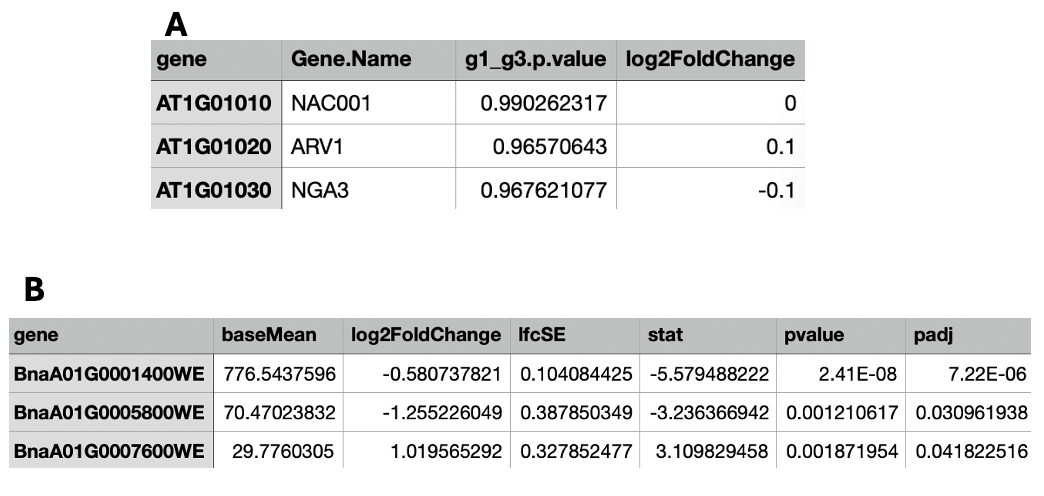 A
gene Gene.Name g1_g3.p.value log2FoldChange
AT1G01010 NAC001 0.990262317 0
AT1G01020 ARV1 0.96570643 0.1
AT1G01030 NGA3 0.967621077 -0.1
B
gene baseMean log2FoldChange lfcSE stat pvalue padj
BnaA01G0001400WE 776.5437596 -0.580737821 0.104084425 -5.579488222 2.41E-08 7.22E-06
BnaA01G0005800WE 70.47023832 -1.255226049 0.387850349 -3.236366942 0.001210617 0.030961938
BnaA01G0007600WE 29.7760305 1.019565292 0.327852477 3.109829458 0.001871954 0.041822516